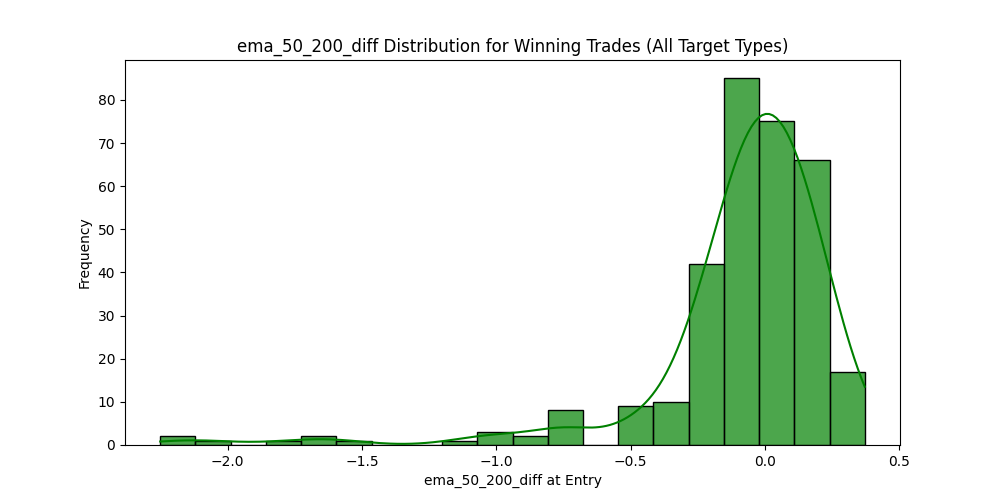 ema_50_200_diff Distribution for Winning Trades (All Target Types)
Frequency
80
70
60
50
40
30
20
10
0
−2.0 −1.5 −1.0 −0.5 0.0 0.5
ema_50_200_diff at Entry